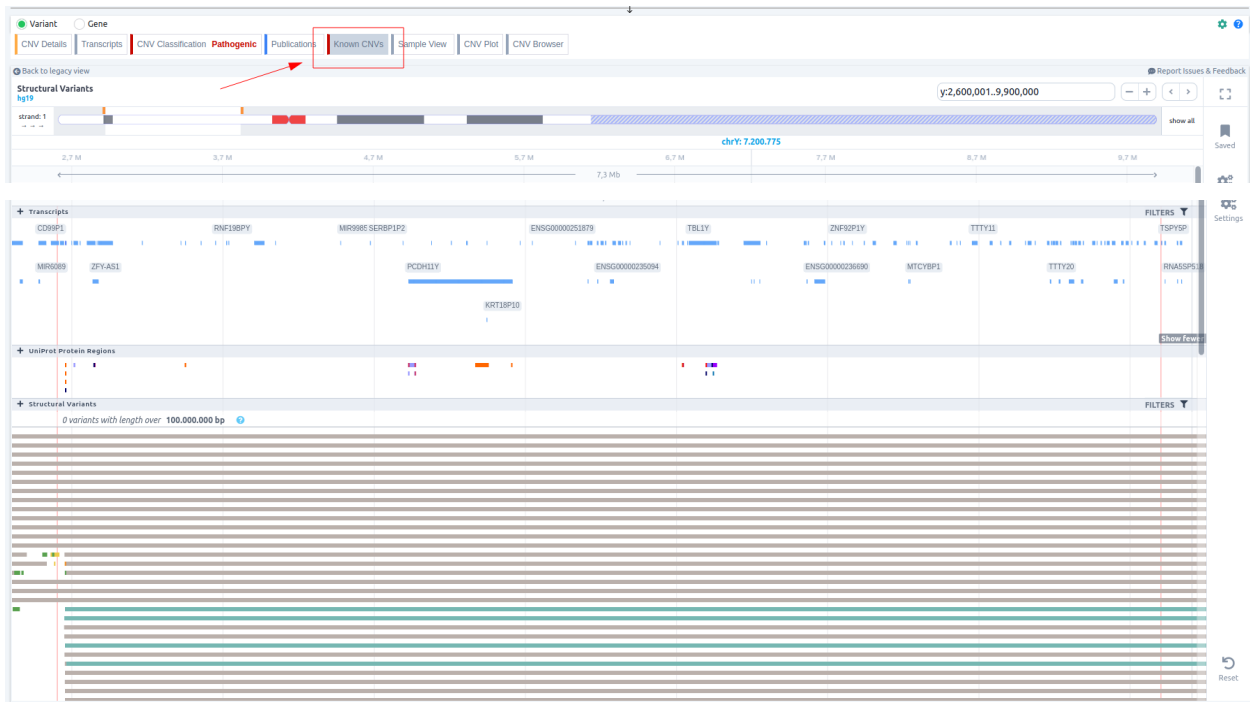 Variant Gene
CNV Details Transcripts CNV Classification Pathogenic Publications Known CNVs Sample View CNV Plot CNV Browser
Back to legacy view Report Issues & Feedback
Structural Variants
hg19
y:2,600,001..9,900,000
strand: 1
show all
Saved
chrY: 7.200.775
2,7 M 3,7 M 4,7 M 5,7 M 6,7 M 7,7 M 8,7 M 9,7 M
7,3 Mb
Settings
+ Transcripts FILTERS
CD99P1 RNF19BPY MIR9985 SERBP1P2 ENSG00000251879 TBL1Y ZNF92P1Y TTTY11 TSPY5P
MIR6089 ZFY-AS1 PCDH11Y ENSG00000235094 ENSG00000236690 MTCYBP1 TTTY20 RNA5SP518
KRT18P10
Show fewer
+ UniProt Protein Regions
+ Structural Variants FILTERS
0 variants with length over 100.000.000 bp
Reset